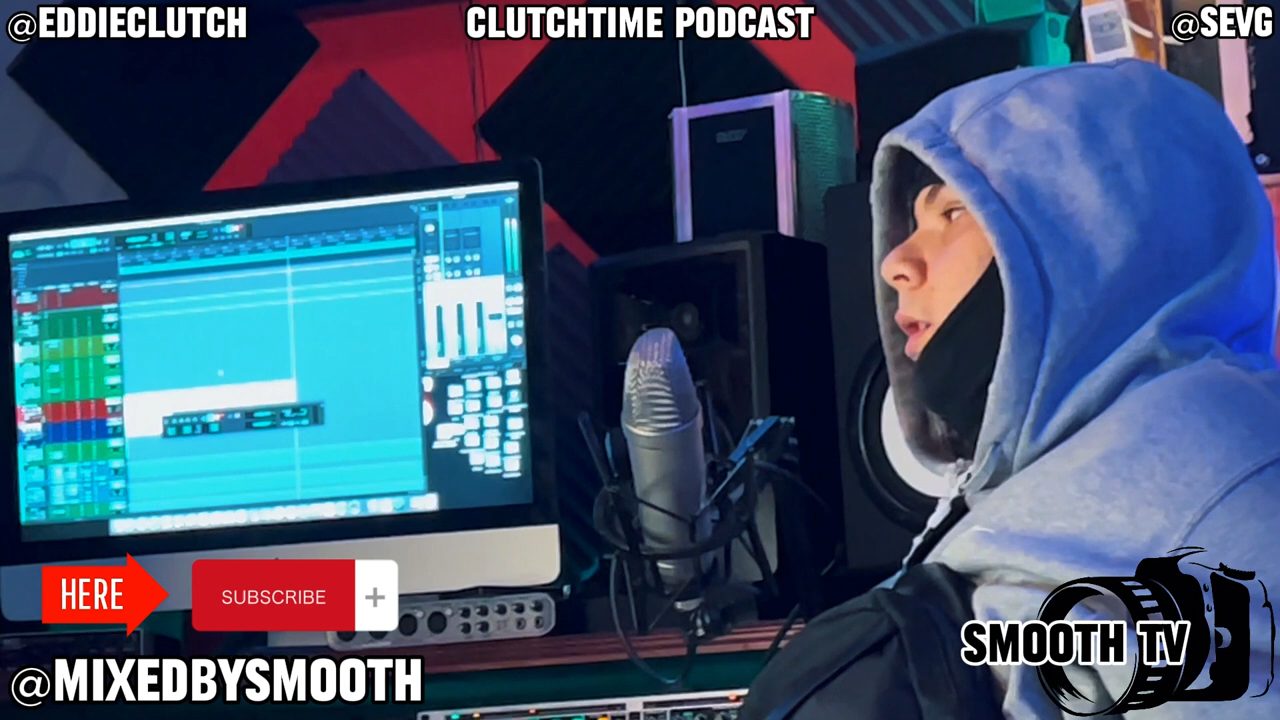 @EDDIECLUTCH
CLUTCHTIME PODCAST
@SEVG
HERE
SUBSCRIBE +
@MIXEDBYSMOOTH
SMOOTH TV